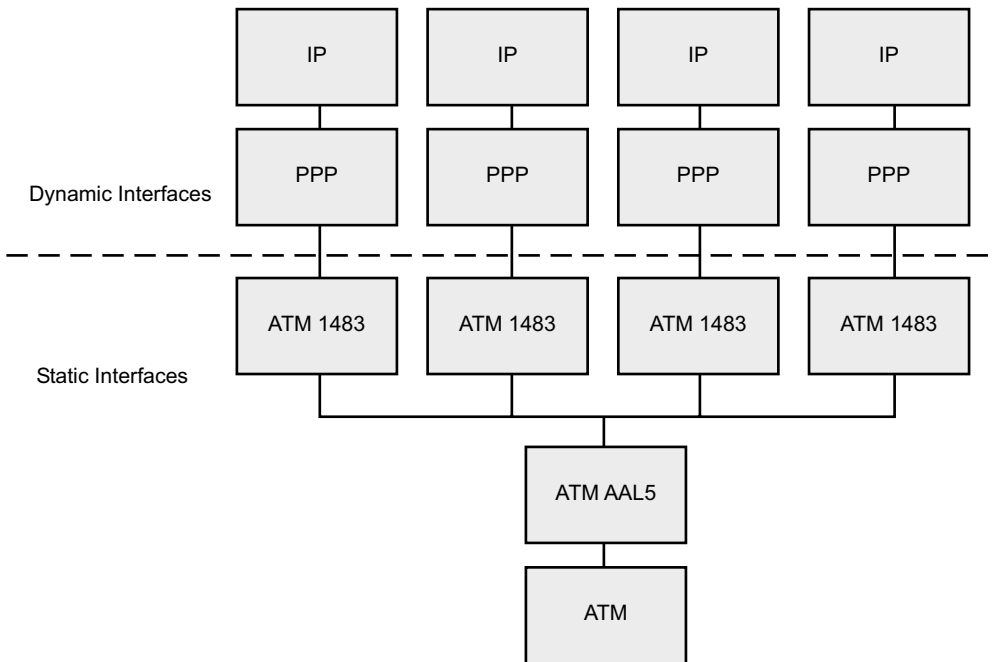 IP
IP
IP
IP
PPP
PPP
PPP
PPP
Dynamic Interfaces
ATM 1483
ATM 1483
ATM 1483
ATM 1483
Static Interfaces
ATM AAL5
ATM